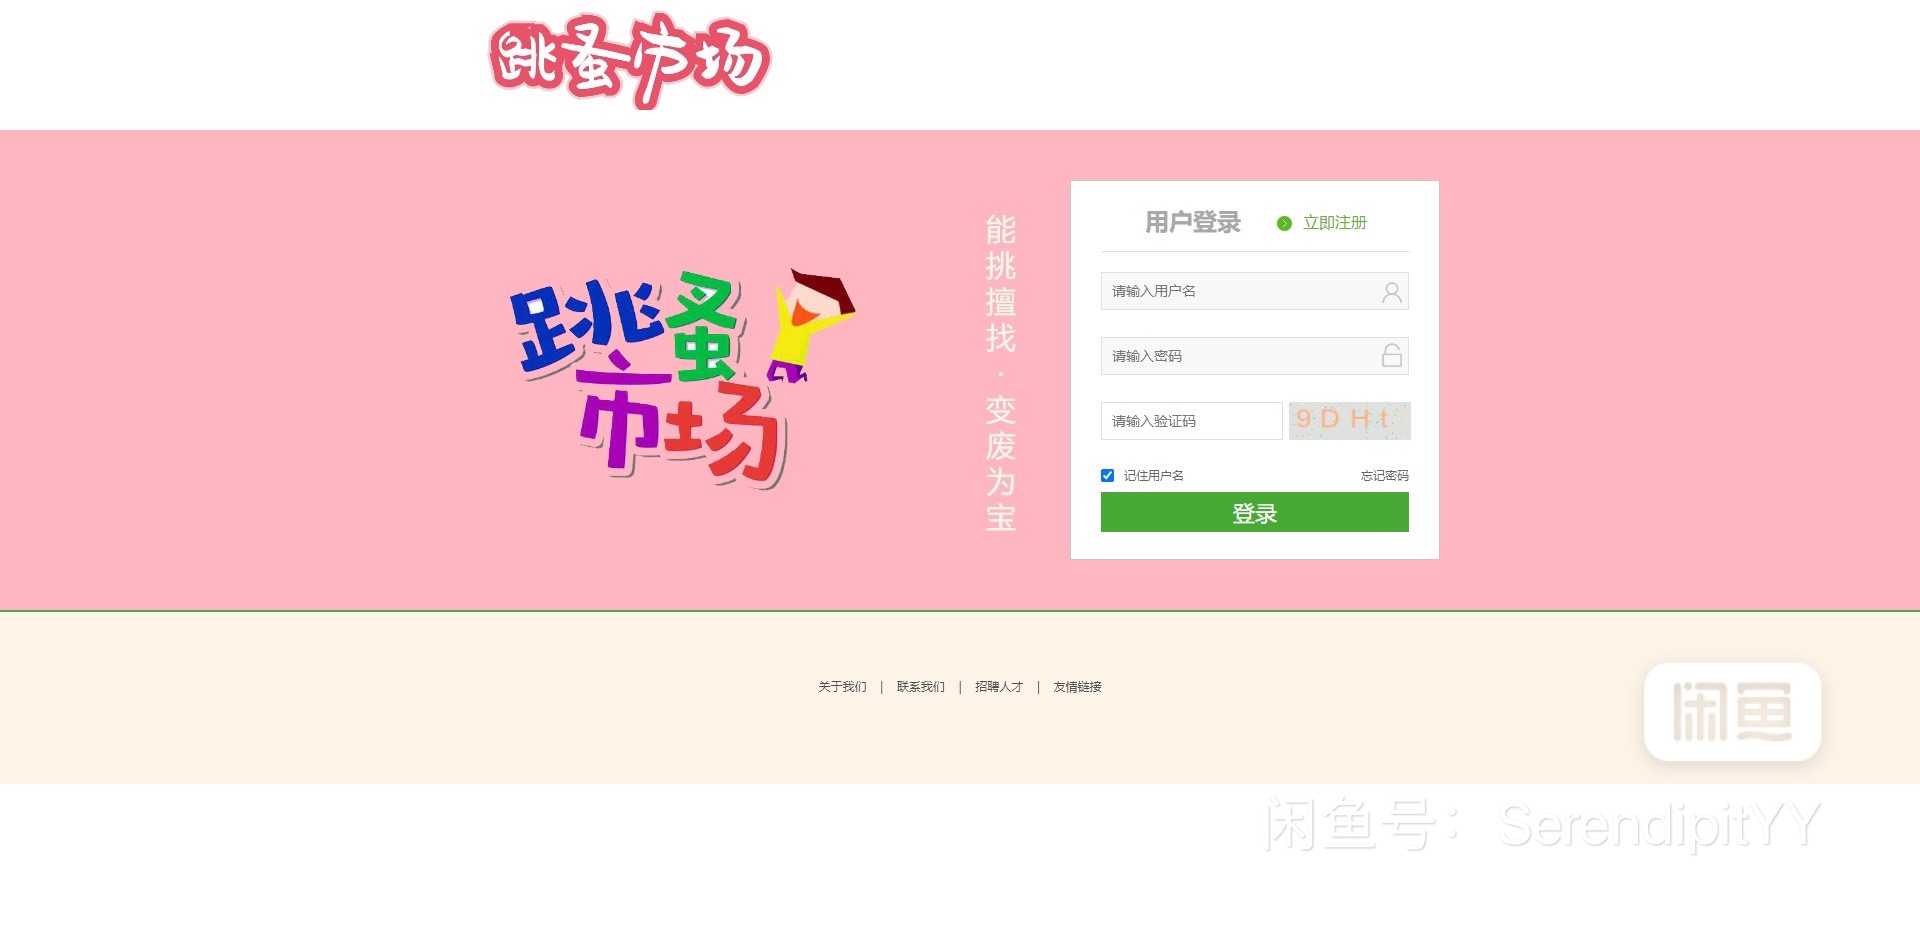 跳蚤市场
跳蚤
市场
能挑擅找·变废为宝
用户登录 立即注册
请输入用户名
请输入密码
请输入验证码 9DHt
记住用户名 忘记密码
登录
关于我们 | 联系我们 | 招聘人才 | 友情链接
闲鱼
闲鱼号：SerendipitYY